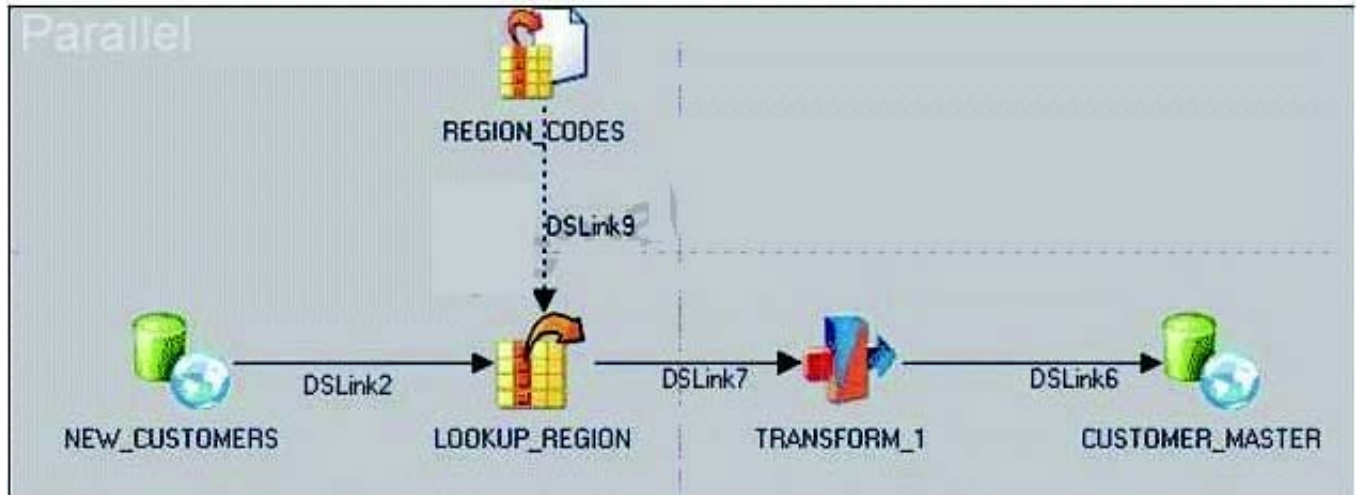 Parallel
REGION_CODES
DSLink9
DSLink2
DSLink7
DSLink6
NEW_CUSTOMERS
LOOKUP_REGION
TRANSFORM_1
CUSTOMER_MASTER